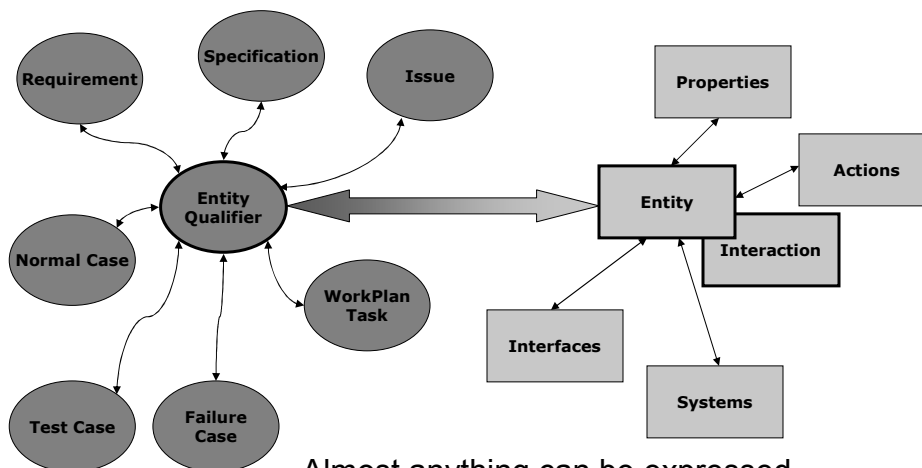 Specification
Requirement
Issue
Properties
Entity
Qualifier
Entity
Actions
Interaction
Normal Case
WorkPlan
Task
Interfaces
Systems
Test Case
Failure
Case
Almost anything can be expressed